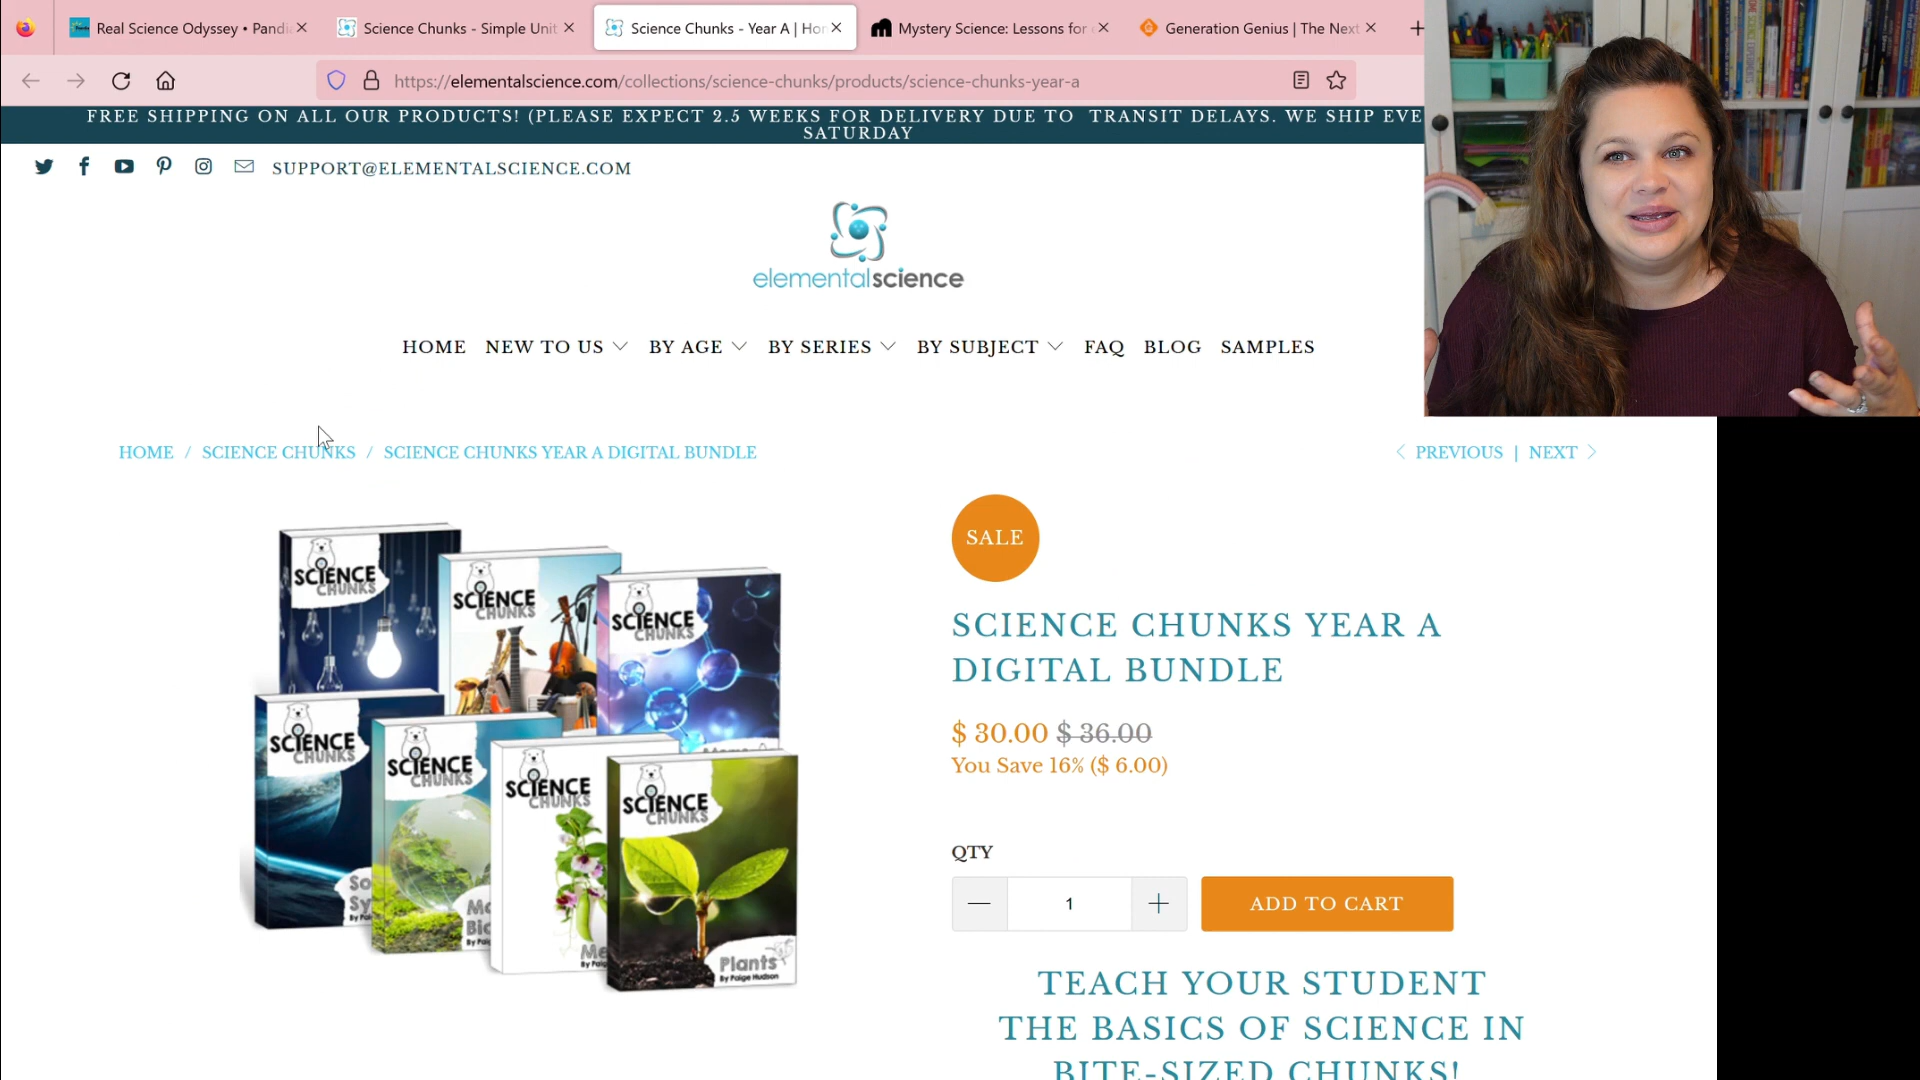 Real Science Odyssey • Pandi
Science Chunks - Simple Unit
Science Chunks - Year A | Hor
Mystery Science: Lessons for
Generation Genius | The Next
https://elementalscience.com/collections/science-chunks/products/science-chunks-year-a
FREE SHIPPING ON ALL OUR PRODUCTS! (PLEASE EXPECT 2.5 WEEKS FOR DELIVERY DUE TO TRANSIT DELAYS. WE SHIP EVE
SATURDAY
SUPPORT@ELEMENTALSCIENCE.COM
elementalscience
HOME NEW TO US BY AGE BY SERIES BY SUBJECT FAQ BLOG SAMPLES
HOME / SCIENCE CHUNKS / SCIENCE CHUNKS YEAR A DIGITAL BUNDLE
< PREVIOUS | NEXT >
SCIENCE
CHUNKS
SCIENCE
CHUNKS
SCIENCE
CHUNKS
SCIENCE
CHUNKS
So
Sy
SCIENCE
CHUNKS
Bio
SCIENCE
CHUNKS
Me
SCIENCE
CHUNKS
Plants
By Paige Hudson
SALE
SCIENCE CHUNKS YEAR A
DIGITAL BUNDLE
$ 30.00 $ 36.00
You Save 16% ($ 6.00)
QTY
— 1 +
ADD TO CART
TEACH YOUR STUDENT
THE BASICS OF SCIENCE IN
BITE-SIZED CHUNKS!